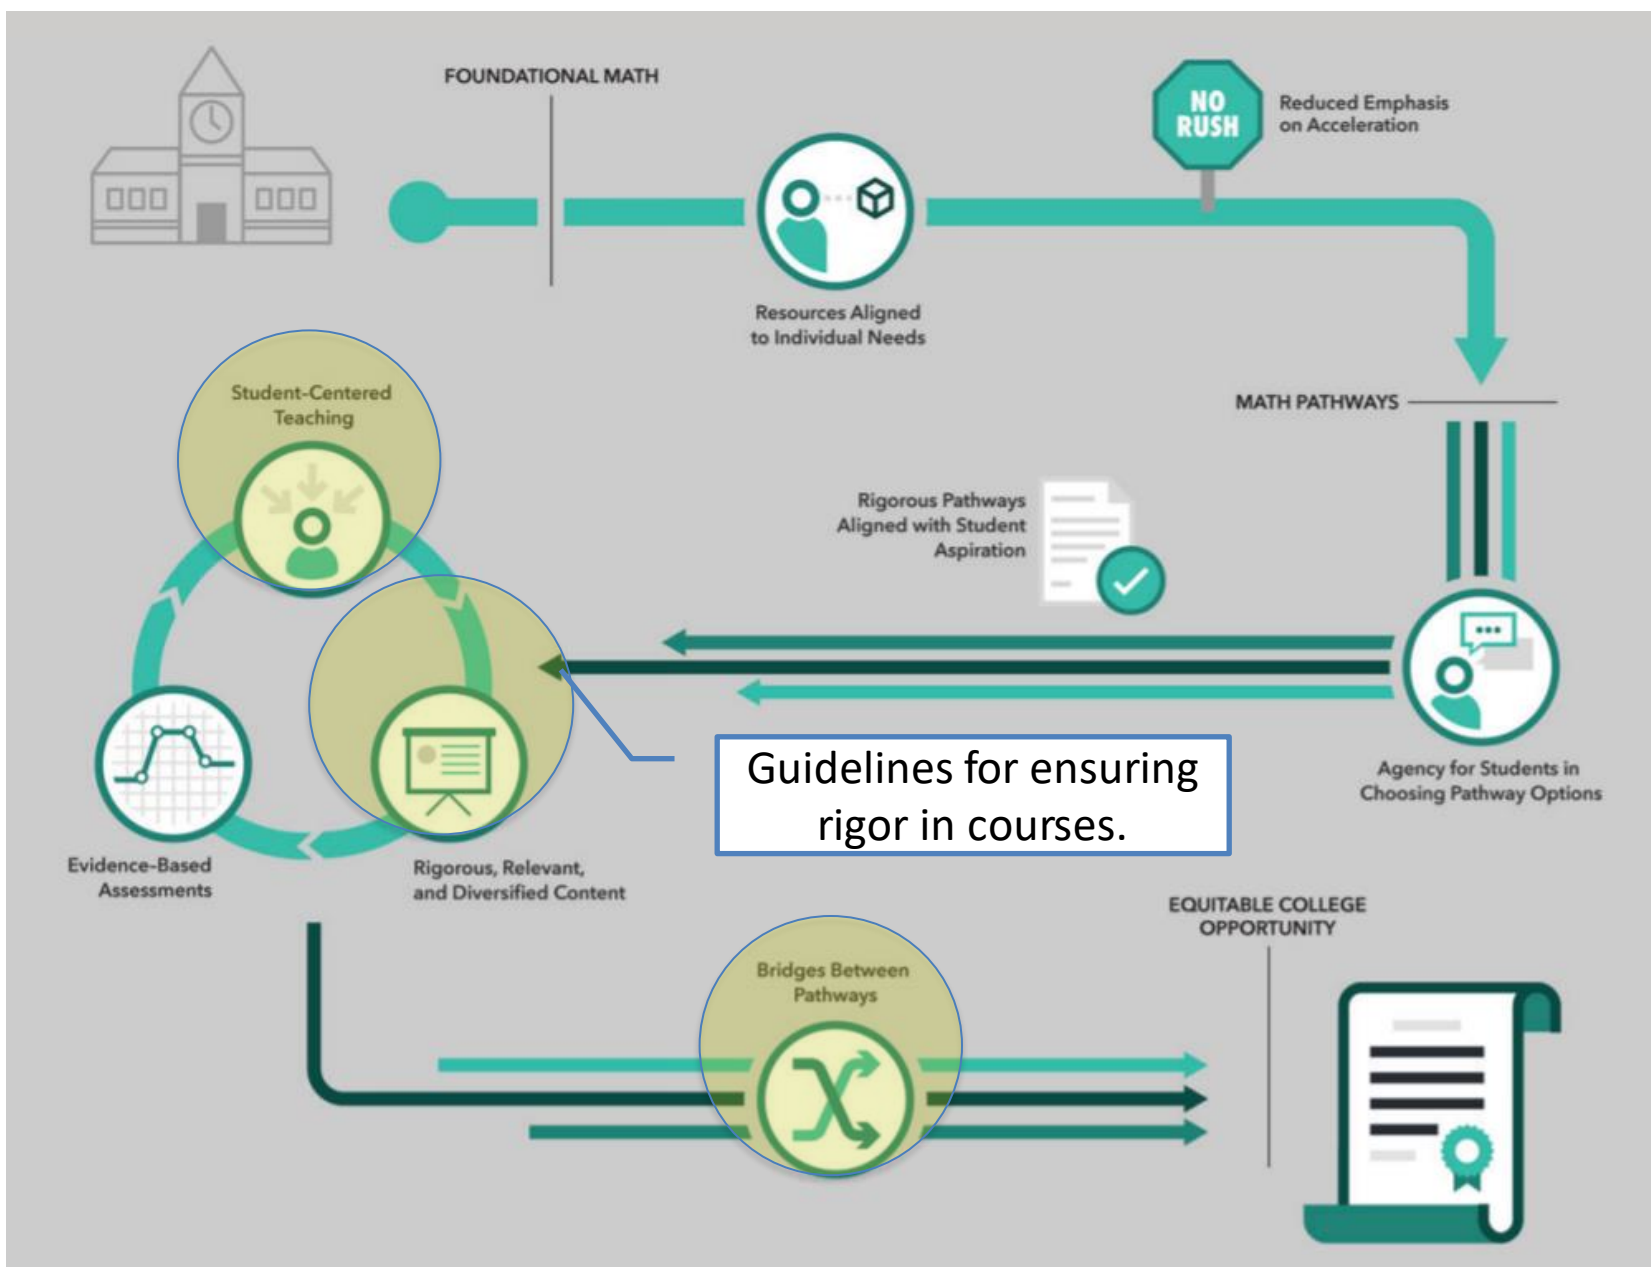 FOUNDATIONAL MATH
NO
RUSH
Reduced Emphasis
on Acceleration
Resources Aligned
to Individual Needs
MATH PATHWAYS
Student-Centered
Teaching
Rigorous Pathways
Aligned with Student
Aspiration
Guidelines for ensuring
rigor in courses.
Agency for Students in
Choosing Pathway Options
Evidence-Based
Assessments
Rigorous, Relevant,
and Diversified Content
EQUITABLE COLLEGE
OPPORTUNITY
Bridges Between
Pathways